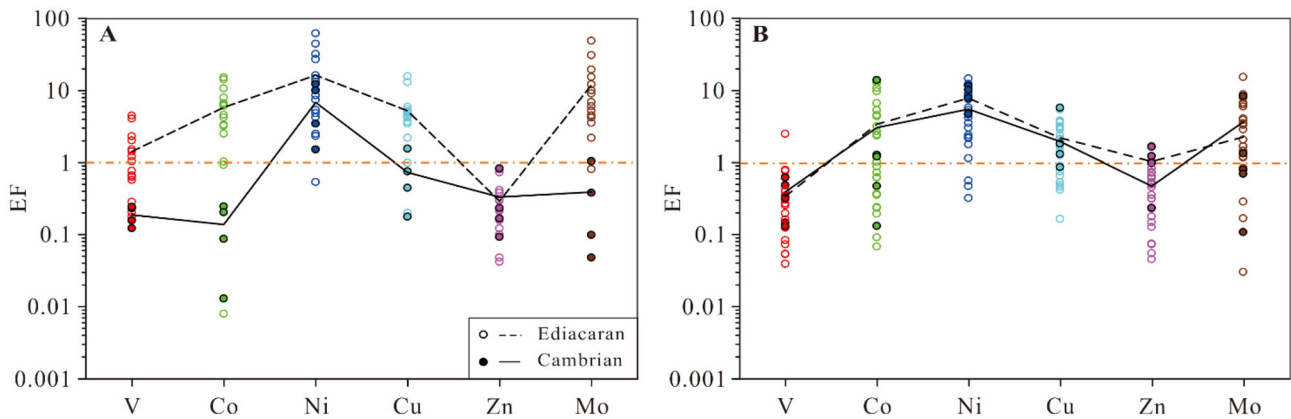 A
EF
100
10
1
0.1
0.01
0.001
V Co Ni Cu Zn Mo
Ediacaran
Cambrian
B
EF
100
10
1
0.1
0.01
0.001
V Co Ni Cu Zn Mo